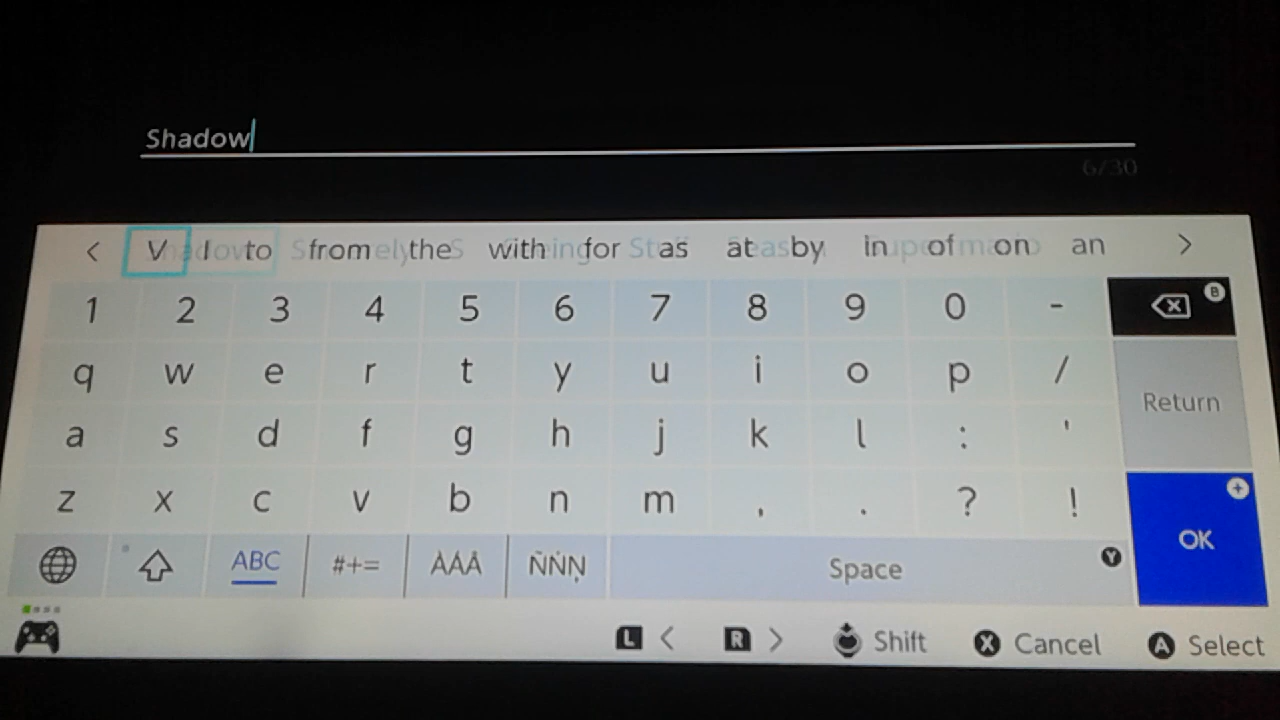 Shadow
6/30
< V I to from the with for as at by in of on an >
1 2 3 4 5 6 7 8 9 0 - B
q w e r t y u i o p / Return
a s d f g h j k l : '
z x c v b n m , . ? ! +
ABC #+= ÀÁÂ ÑŃŅ Space Y OK
L < R > Shift X Cancel A Select